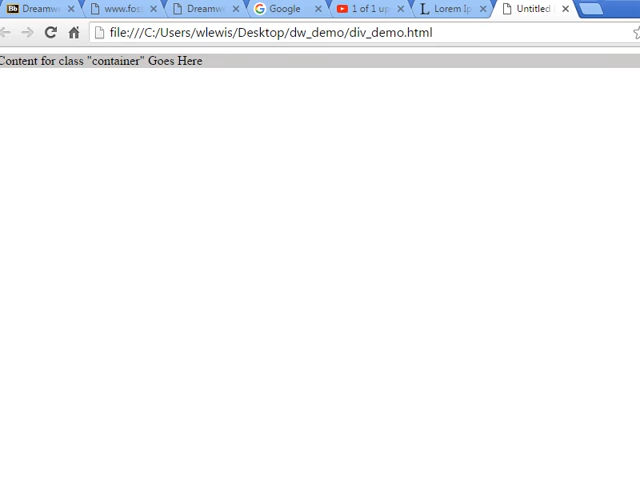 Bb Dreamwe
www.fos
Dreamwe
Google
1 of 1 up
L Lorem Ip
Untitled
file:///C:/Users/wlewis/Desktop/dw_demo/div_demo.html
Content for class "container" Goes Here